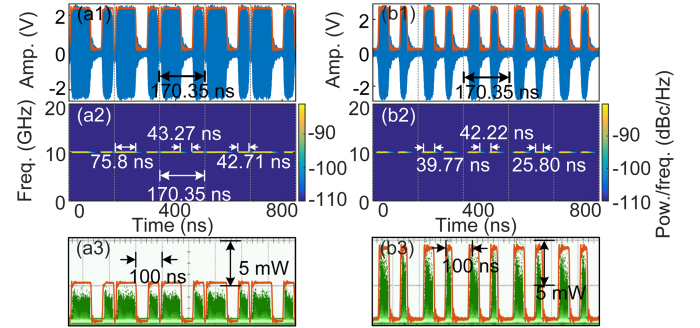 (a1)
Amp. (V)
2
0
-2
170.35 ns
(b1)
Amp. (V)
2
0
-2
170.35 ns
(a2)
Freq. (GHz)
20
10
0
43.27 ns
75.8 ns
42.71 ns
170.35 ns
0 400 800
Time (ns)
-90
-100
-110
(b2)
20
10
0
42.22 ns
39.77 ns
25.80 ns
0 400 800
Time (ns)
-90
-100
-110
Pow./freq. (dBc/Hz)
(a3)
100 ns
5 mW
(b3)
100 ns
5 mW